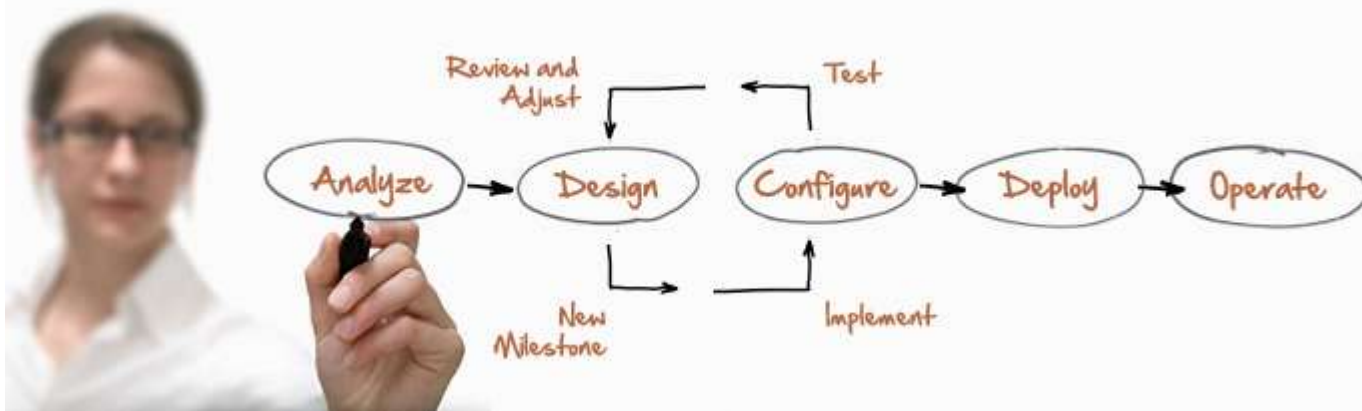 Review and
Adjust
Test
Analyze
Design
Configure
Deploy
Operate
New
Milestone
Implement